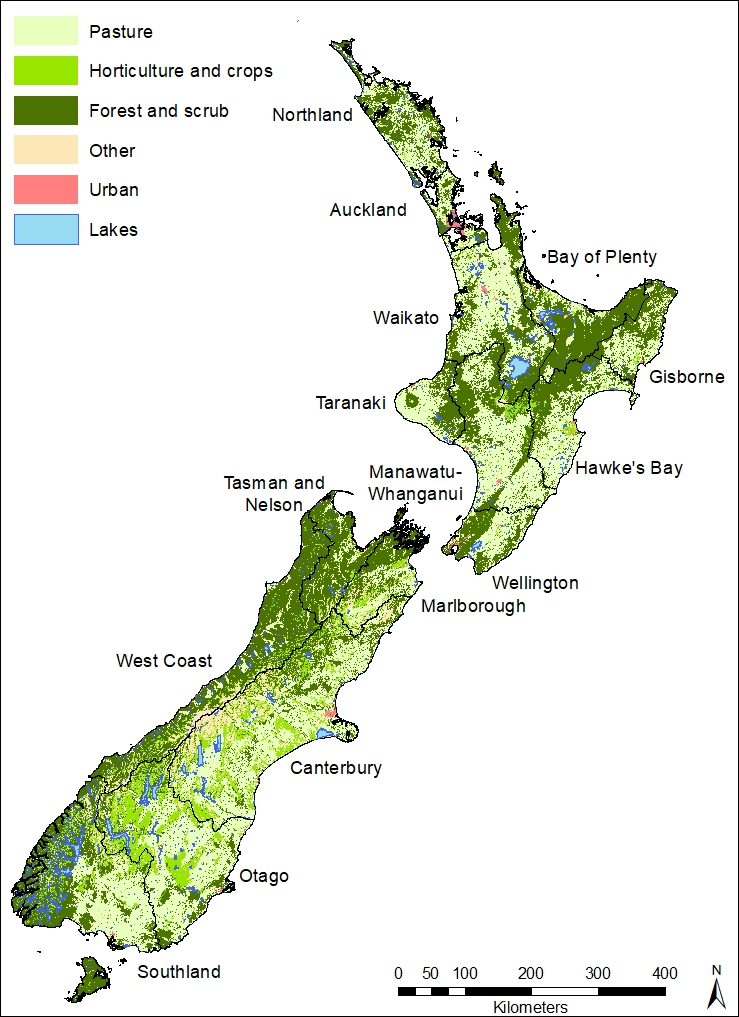 Pasture
Horticulture and crops
Forest and scrub
Other
Urban
Lakes
Northland
Auckland
Bay of Plenty
Waikato
Gisborne
Taranaki
Hawke's Bay
Manawatu-
Whanganui
Tasman and
Nelson
Wellington
Marlborough
West Coast
Canterbury
Otago
Southland
0 50 100 200 300 400
Kilometers
N